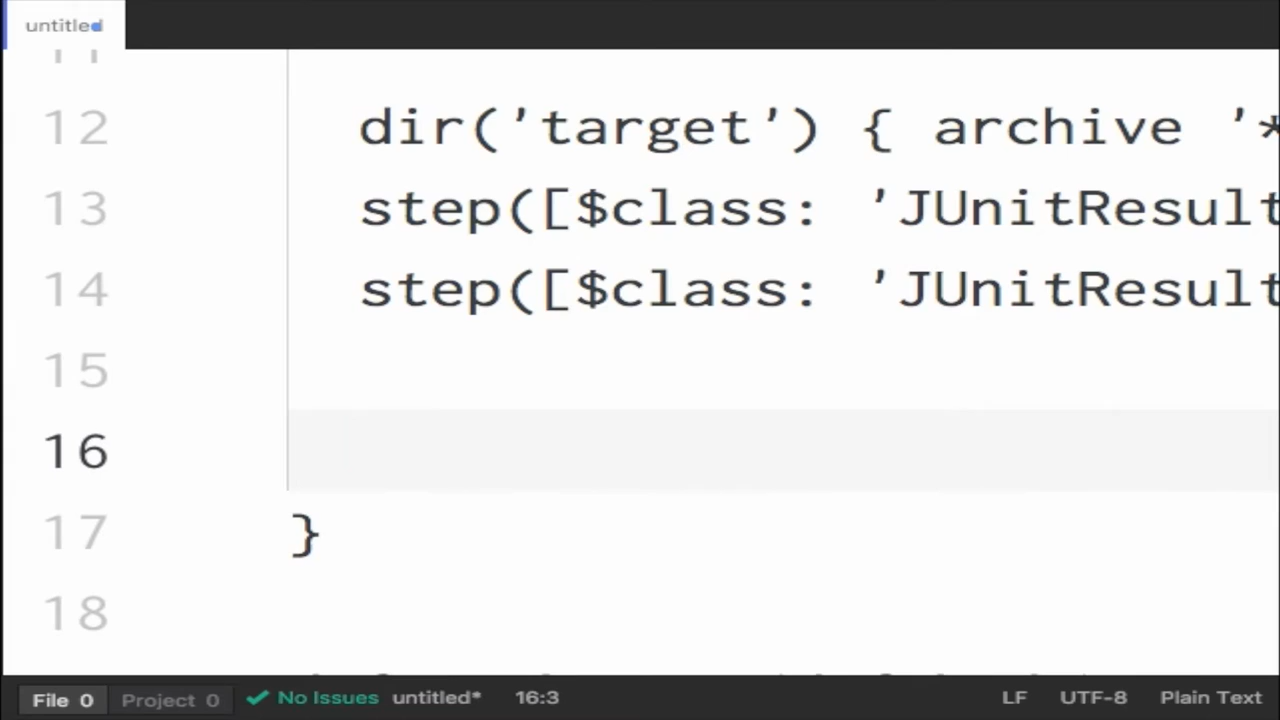 untitled
11
12 dir('target') { archive '*
13 step([$class: 'JUnitResult
14 step([$class: 'JUnitResult
15
16
17 }
18
File 0 Project 0 No Issues untitled* 16:3 LF UTF-8 Plain Text